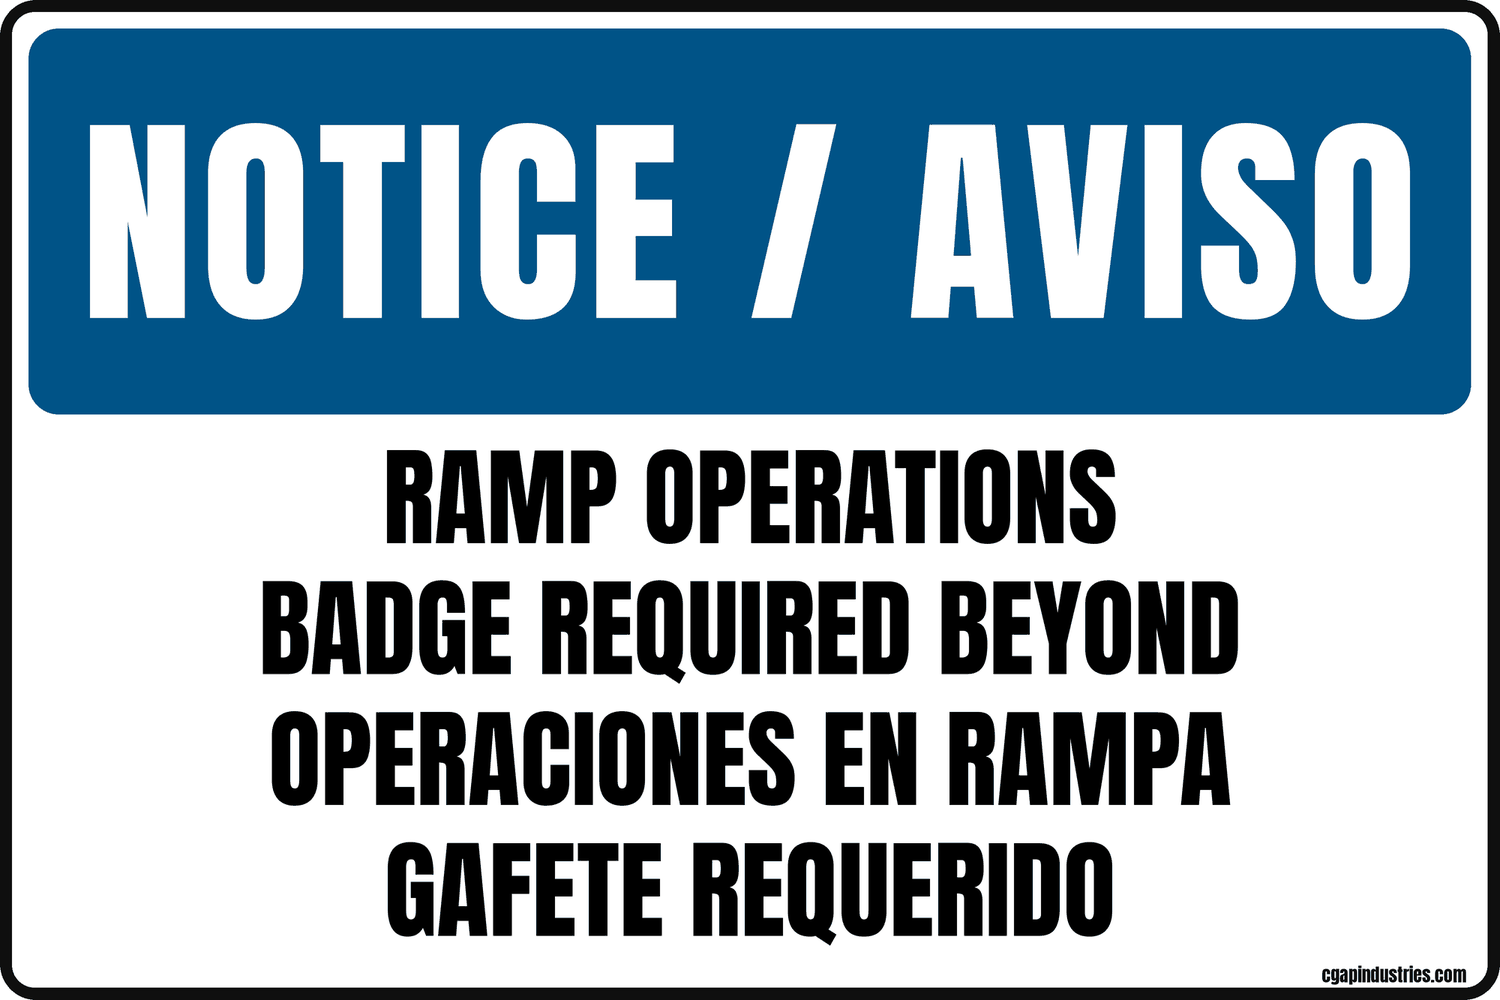 NOTICE / AVISO
RAMP OPERATIONS
BADGE REQUIRED BEYOND
OPERACIONES EN RAMPA
GAFETE REQUERIDO
cgapindustries.com